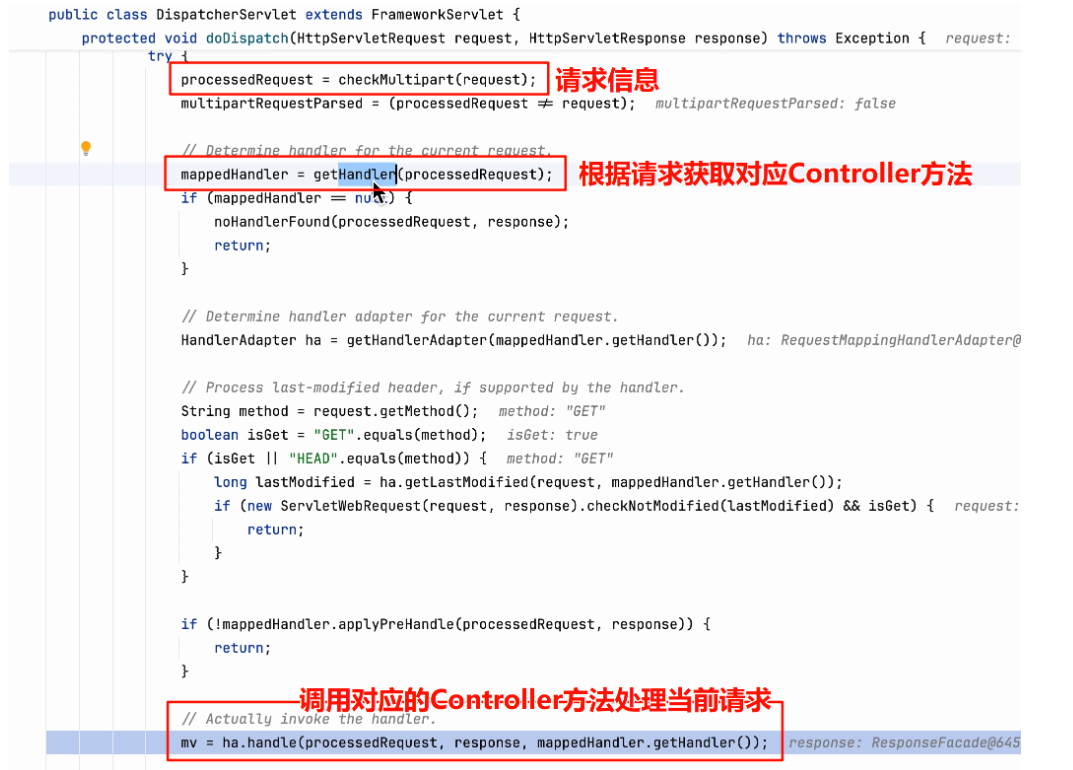 public class DispatcherServlet extends FrameworkServlet {
protected void doDispatch(HttpServletRequest request, HttpServletResponse response) throws Exception { request:
try {
processedRequest = checkMultipart(request); 请求信息
multipartRequestParsed = (processedRequest ≠ request); multipartRequestParsed: false
// Determine handler for the current request.
mappedHandler = getHandler(processedRequest); 根据请求获取对应Controller方法
if (mappedHandler == null) {
noHandlerFound(processedRequest, response);
return;
}
// Determine handler adapter for the current request.
HandlerAdapter ha = getHandlerAdapter(mappedHandler.getHandler()); ha: RequestMappingHandlerAdapter@
// Process last-modified header, if supported by the handler.
String method = request.getMethod(); method: "GET"
boolean isGet = "GET".equals(method); isGet: true
if (isGet || "HEAD".equals(method)) { method: "GET"
long lastModified = ha.getLastModified(request, mappedHandler.getHandler());
if (new ServletWebRequest(request, response).checkNotModified(lastModified) && isGet) { request:
return;
}
}
if (!mappedHandler.applyPreHandle(processedRequest, response)) {
return;
}
调用对应的Controller方法处理当前请求
// Actually invoke the handler.
mv = ha.handle(processedRequest, response, mappedHandler.getHandler()); response: ResponseFacade@645